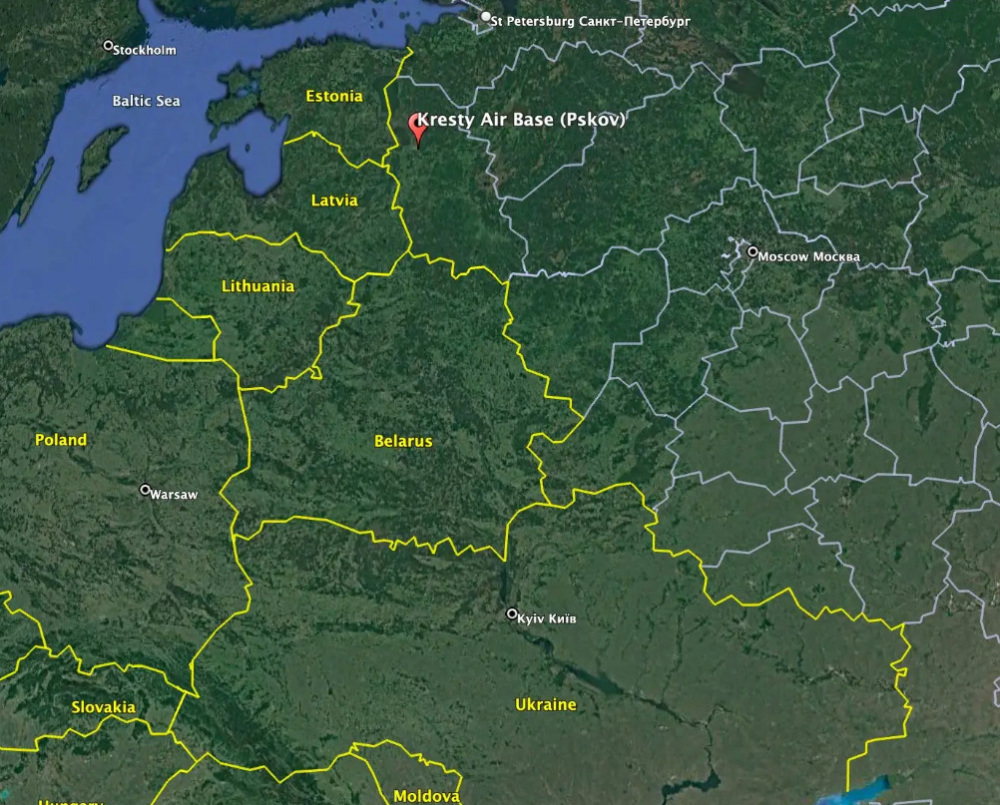 St Petersburg Санкт-Петербург
Stockholm
Baltic Sea
Estonia
Kresty Air Base (Pskov)
Latvia
Moscow Москва
Lithuania
Poland
Belarus
Warsaw
Kyiv Київ
Ukraine
Slovakia
Moldova
Hungary